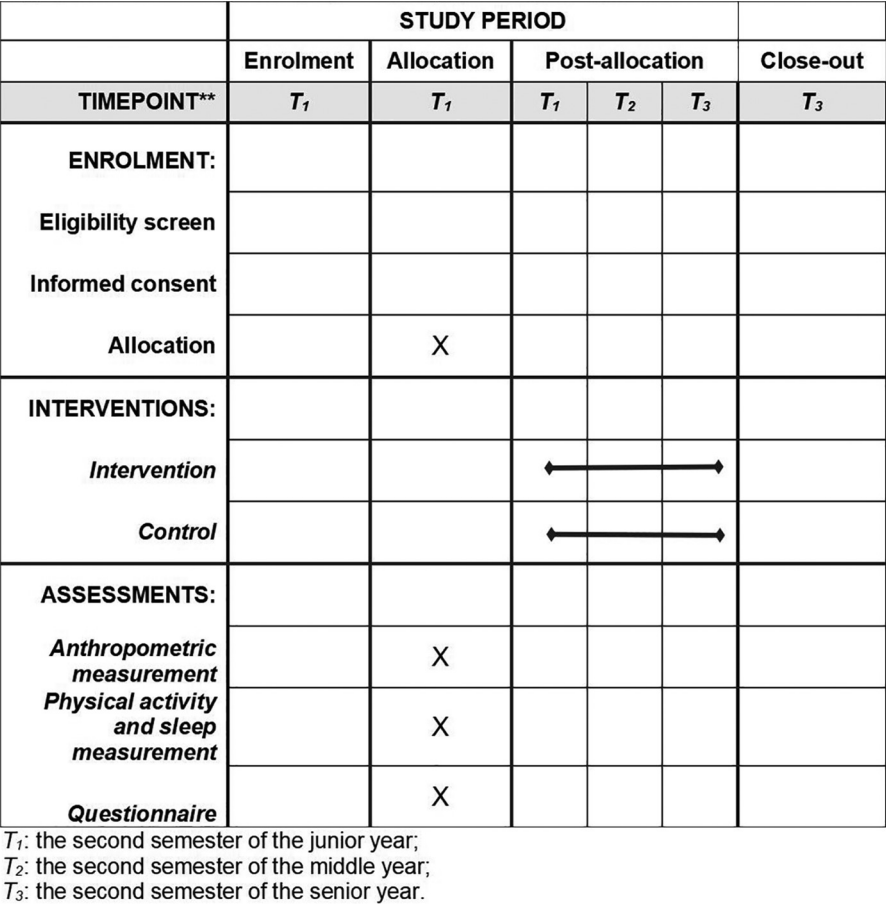 STUDY PERIOD
Enrolment Allocation Post-allocation Close-out
TIMEPOINT** T₁ T₁ T₁ T₂ T₃ T₃
ENROLMENT:
Eligibility screen
Informed consent
Allocation X
INTERVENTIONS:
Intervention
Control
ASSESSMENTS:
Anthropometric
measurement X
Physical activity
and sleep
measurement X
Questionnaire X
T₁: the second semester of the junior year;
T₂: the second semester of the middle year;
T₃: the second semester of the senior year.